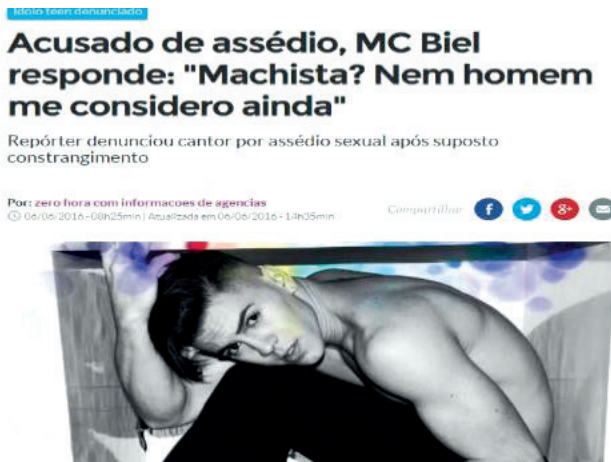 Ídolo teen denunciado
Acusado de assédio, MC Biel
responde: "Machista? Nem homem
me considero ainda"
Repórter denunciou cantor por assédio sexual após suposto
constrangimento
Por: zero hora com informacoes de agencias
06/06/2016 - 08h25min | Atualizada em 06/06/2016 - 14h35min
Compartilhar
f
8+